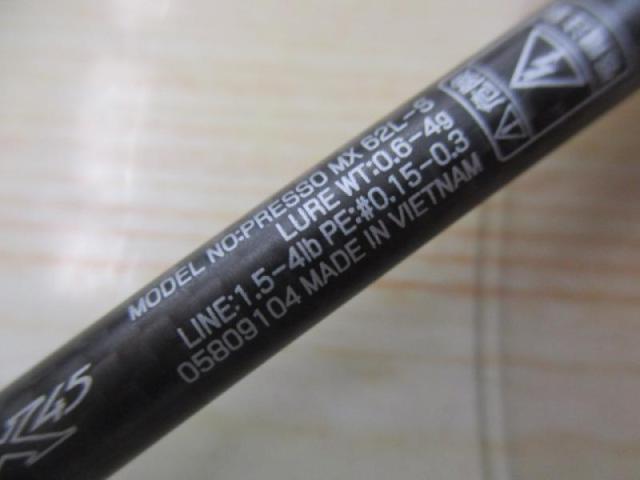 MODEL NO:PRESSO MX 62L-S
LURE WT:0.6-4g
LINE:1.5-4lb PE:#0.15-0.3
05809104 MADE IN VIETNAM
X45